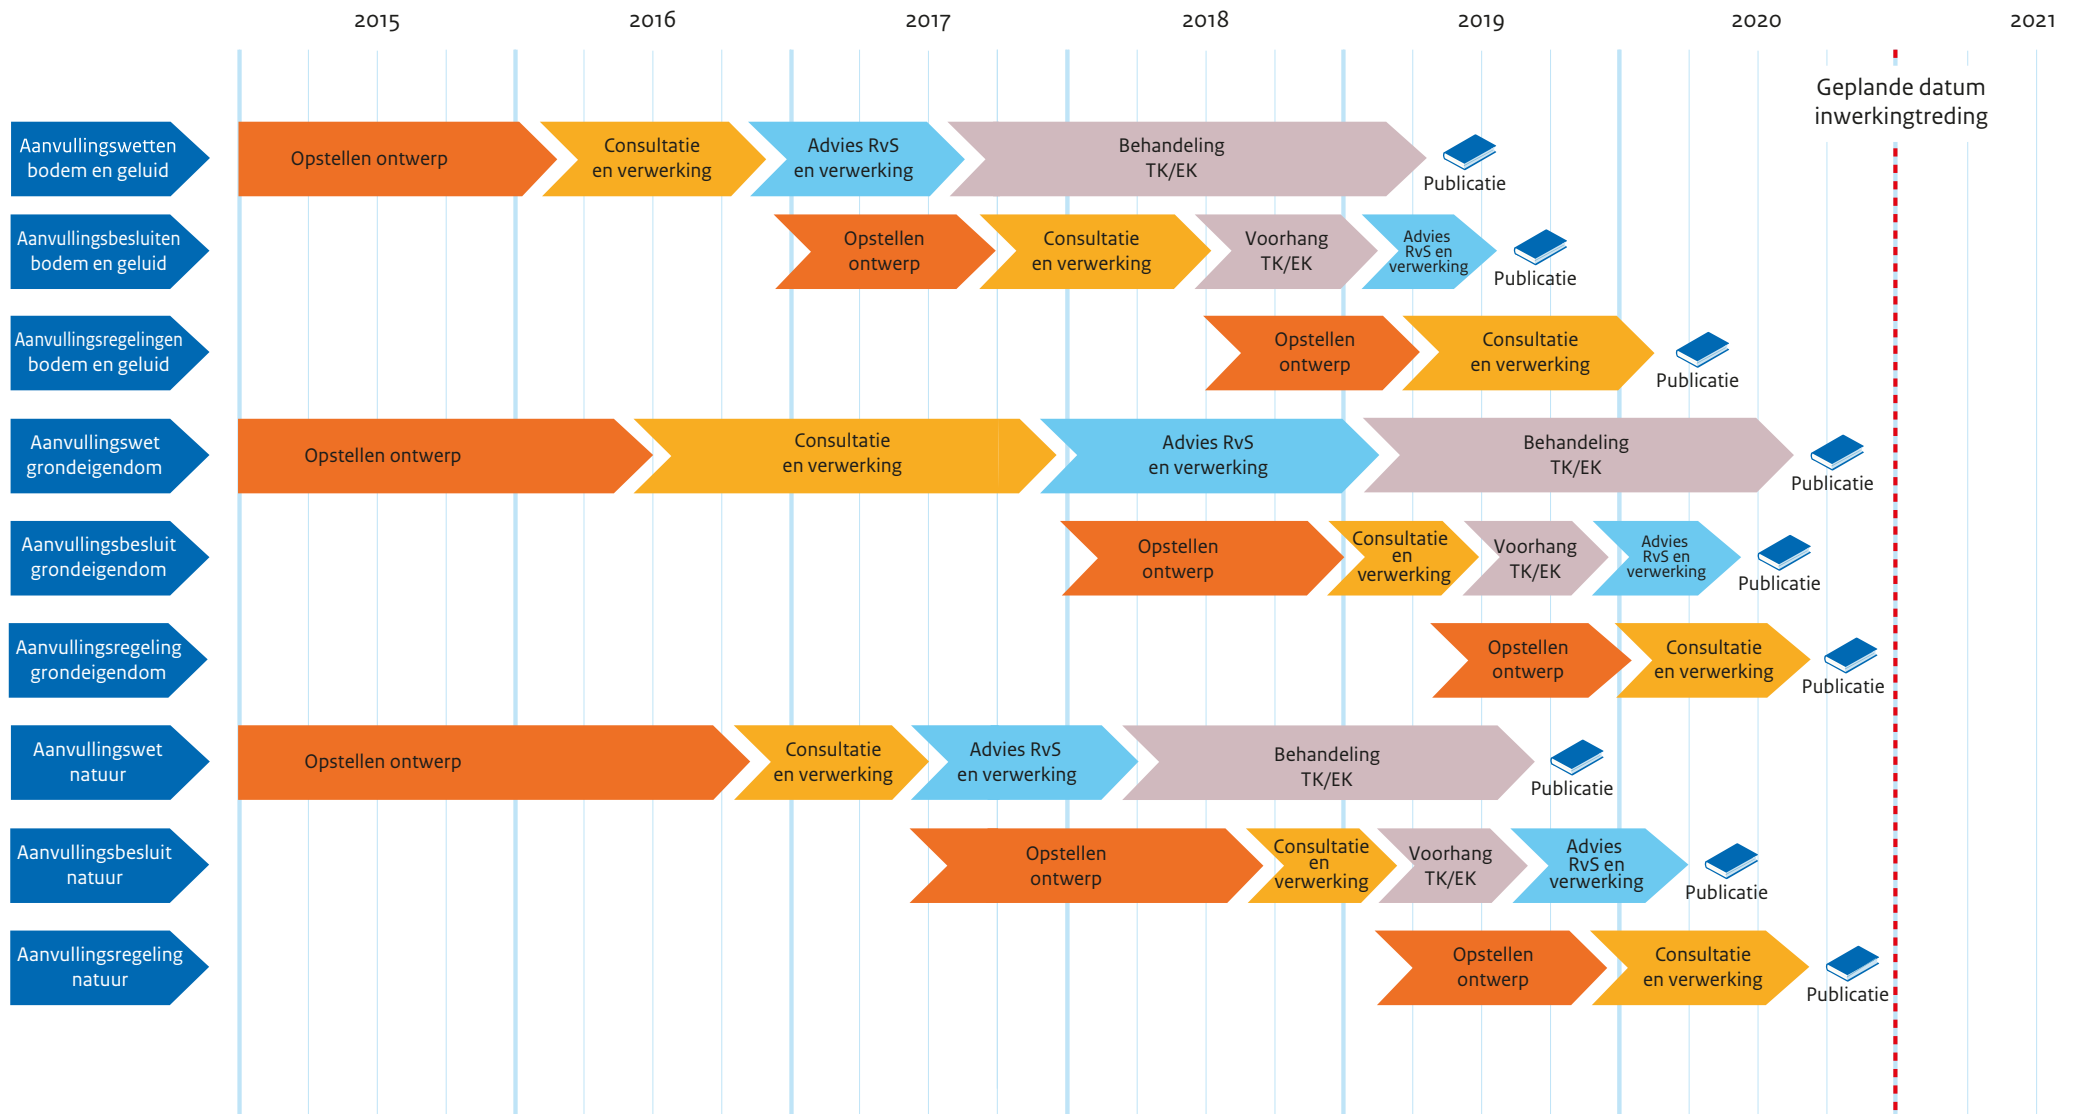 2015 2016 2017 2018 2019 2020 2021
Geplande datum
inwerkingtreding
Aanvullingswetten
bodem en geluid
Opstellen ontwerp
Consultatie
en verwerking
Advies RvS
en verwerking
Behandeling
TK/EK
Publicatie
Aanvullingsbesluiten
bodem en geluid
Opstellen
ontwerp
Consultatie
en verwerking
Voorhang
TK/EK
Advies
RvS en
verwerking
Publicatie
Aanvullingsregelingen
bodem en geluid
Opstellen
ontwerp
Consultatie
en verwerking
Publicatie
Aanvullingswet
grondeigendom
Opstellen ontwerp
Consultatie
en verwerking
Advies RvS
en verwerking
Behandeling
TK/EK
Publicatie
Aanvullingsbesluit
grondeigendom
Opstellen
ontwerp
Consultatie
en
verwerking
Voorhang
TK/EK
Advies
RvS en
verwerking
Publicatie
Aanvullingsregeling
grondeigendom
Opstellen
ontwerp
Consultatie
en verwerking
Publicatie
Aanvullingswet
natuur
Opstellen ontwerp
Consultatie
en verwerking
Advies RvS
en verwerking
Behandeling
TK/EK
Publicatie
Aanvullingsbesluit
natuur
Opstellen
ontwerp
Consultatie
en
verwerking
Voorhang
TK/EK
Advies
RvS en
verwerking
Publicatie
Aanvullingsregeling
natuur
Opstellen
ontwerp
Consultatie
en verwerking
Publicatie